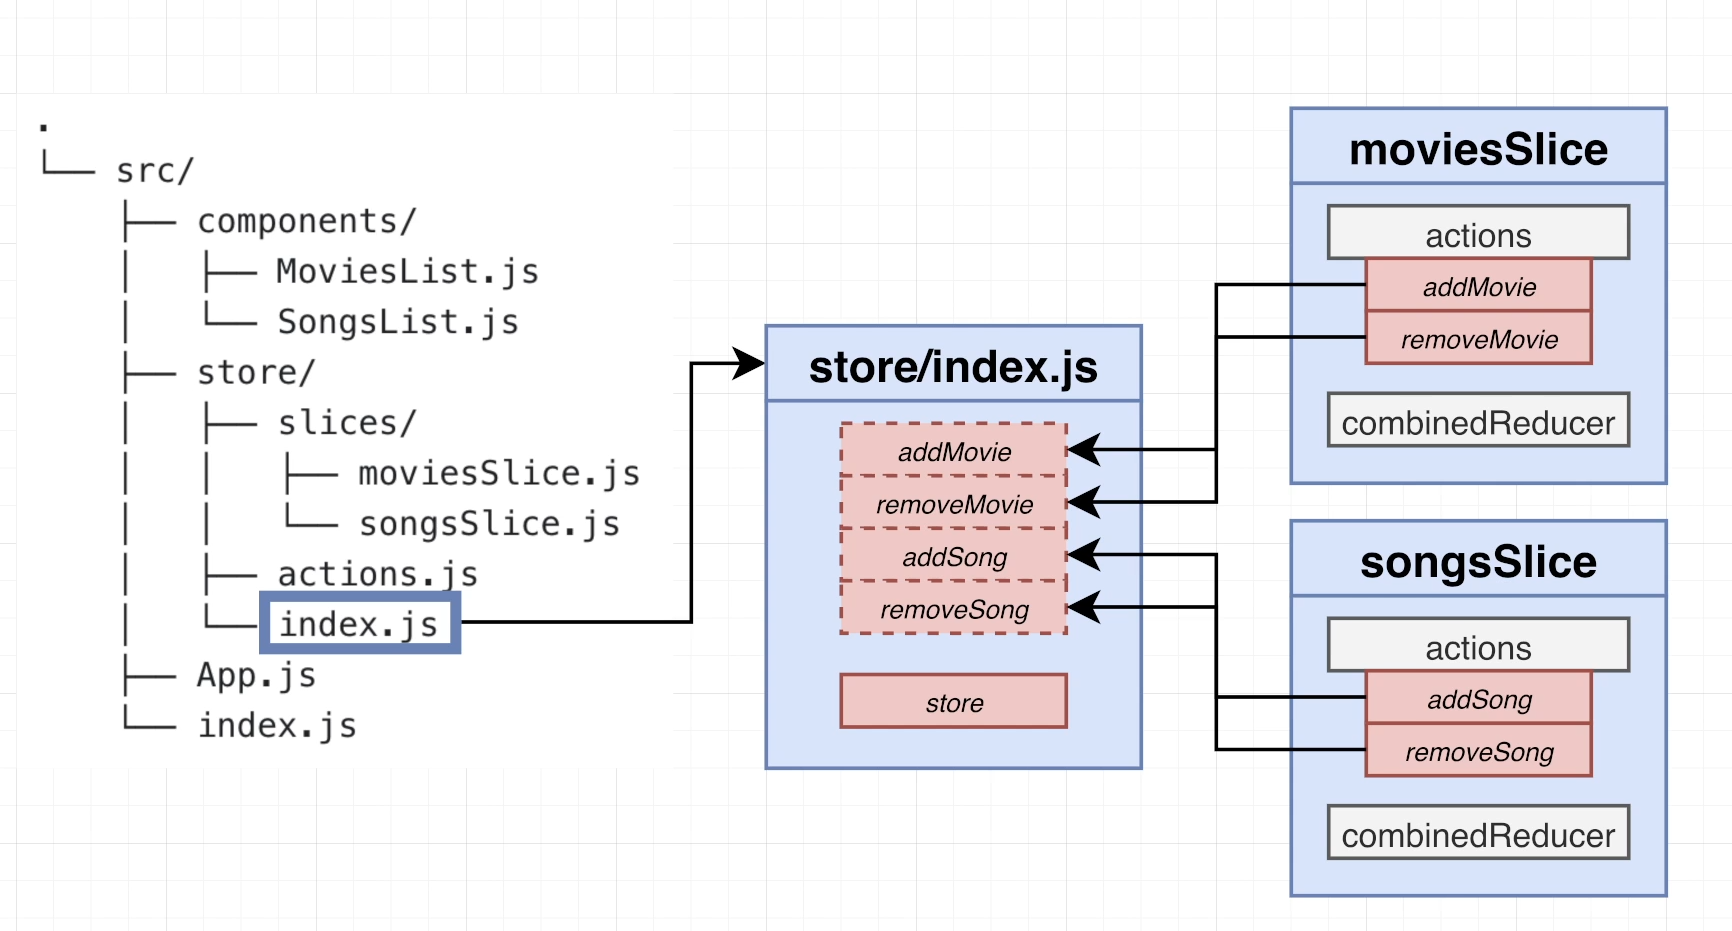 .
└── src/
├── components/
│ ├── MoviesList.js
│ └── SongsList.js
├── store/
│ ├── slices/
│ │ ├── moviesSlice.js
│ │ └── songsSlice.js
│ ├── actions.js
│ └── index.js
├── App.js
└── index.js
store/index.js
addMovie
removeMovie
addSong
removeSong
store
moviesSlice
actions
addMovie
removeMovie
combinedReducer
songsSlice
actions
addSong
removeSong
combinedReducer